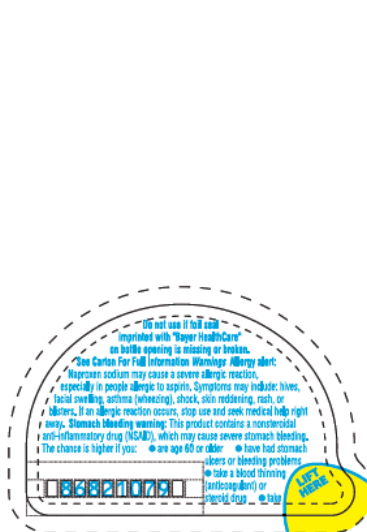 Do not use if foil seal
imprinted with "Bayer HealthCare"
on bottle opening is missing or broken.
See Carton For Full Information Warnings Allergy alert:
Naproxen sodium may cause a severe allergic reaction,
especially in people allergic to aspirin. Symptoms may include: hives,
facial swelling, asthma (wheezing), shock, skin reddening, rash, or
blisters. If an allergic reaction occurs, stop use and seek medical help right
away. Stomach bleeding warning: This product contains a nonsteroidal
anti-inflammatory drug (NSAID), which may cause severe stomach bleeding.
The chance is higher if you: • are age 60 or older • have had stomach
ulcers or bleeding problems
• take a blood thinning
(anticoagulant) or
steroid drug • take
86821079
LIFT
HERE